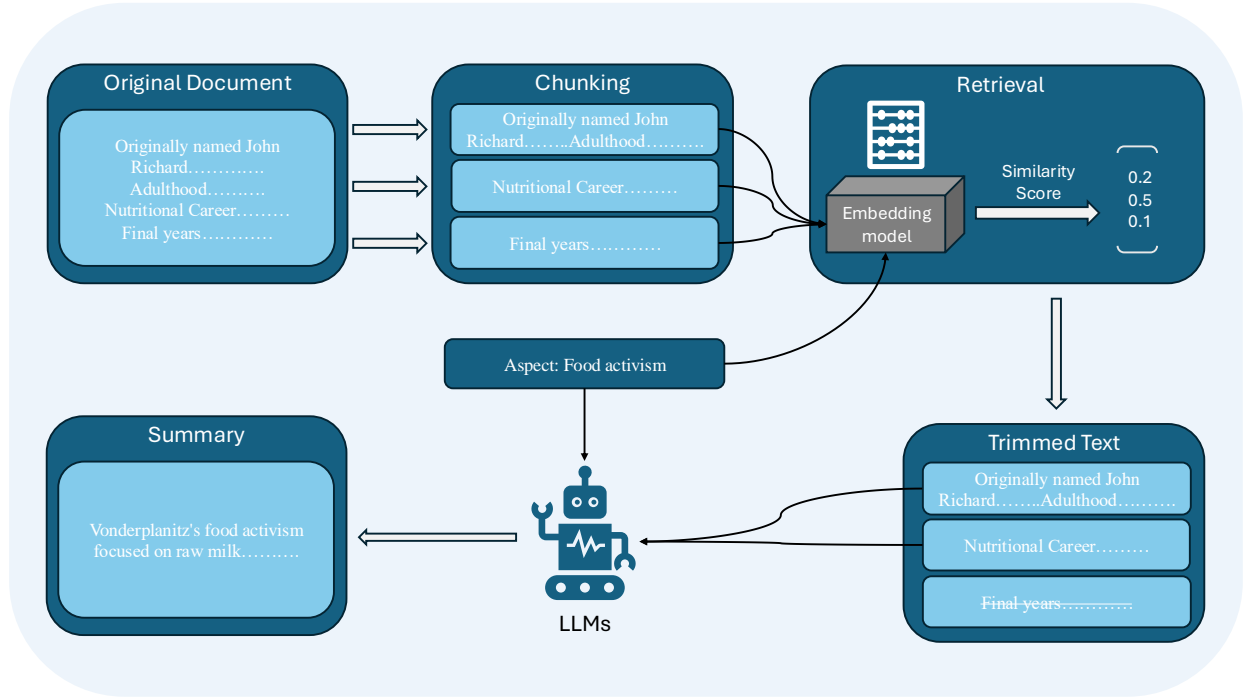 Original Document
Originally named John
Richard………….
Adulthood……….
Nutritional Career………
Final years…………
Chunking
Originally named John
Richard……..Adulthood……….
Nutritional Career………
Final years…………
Retrieval
Embedding
model
Similarity
Score
0.2
0.5
0.1
Aspect: Food activism
Summary
Vonderplanitz's food activism
focused on raw milk……….
LLMs
Trimmed Text
Originally named John
Richard……..Adulthood……….
Nutritional Career………
Final years…………